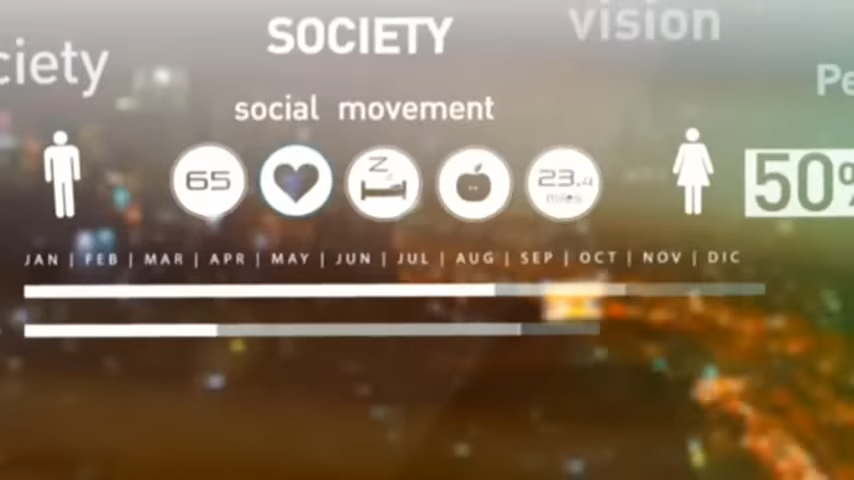 vision
SOCIETY
ciety
Pe
social movement
65
Z
23.4
miles
50%
JAN | FEB | MAR | APR | MAY | JUN | JUL | AUG | SEP | OCT | NOV | DIC